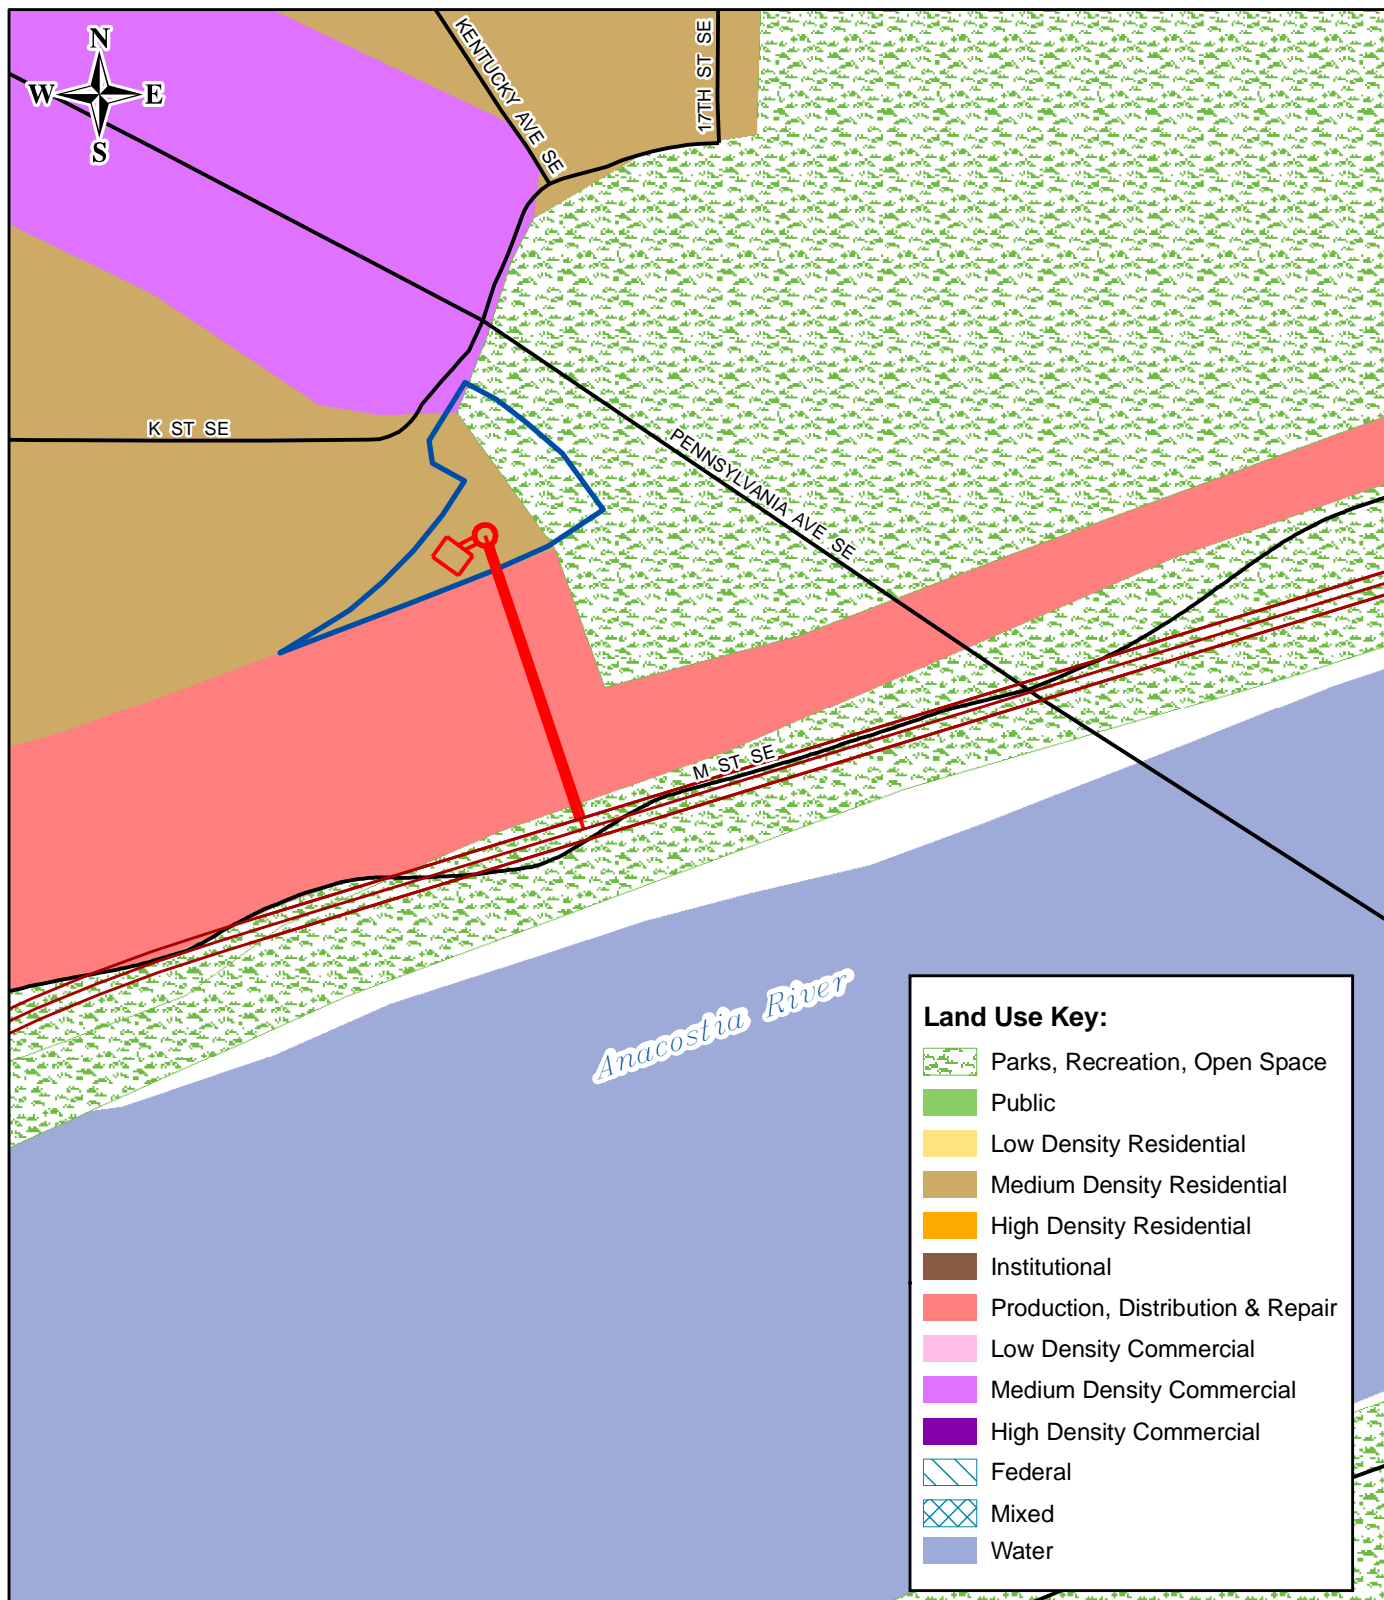 N
W E
S
KENTUCKY AVE SE
17TH ST SE
K ST SE
PENNSYLVANIA AVE SE
M ST SE
Anacostia River
Land Use Key:
Parks, Recreation, Open Space
Public
Low Density Residential
Medium Density Residential
High Density Residential
Institutional
Production, Distribution & Repair
Low Density Commercial
Medium Density Commercial
High Density Commercial
Federal
Mixed
Water